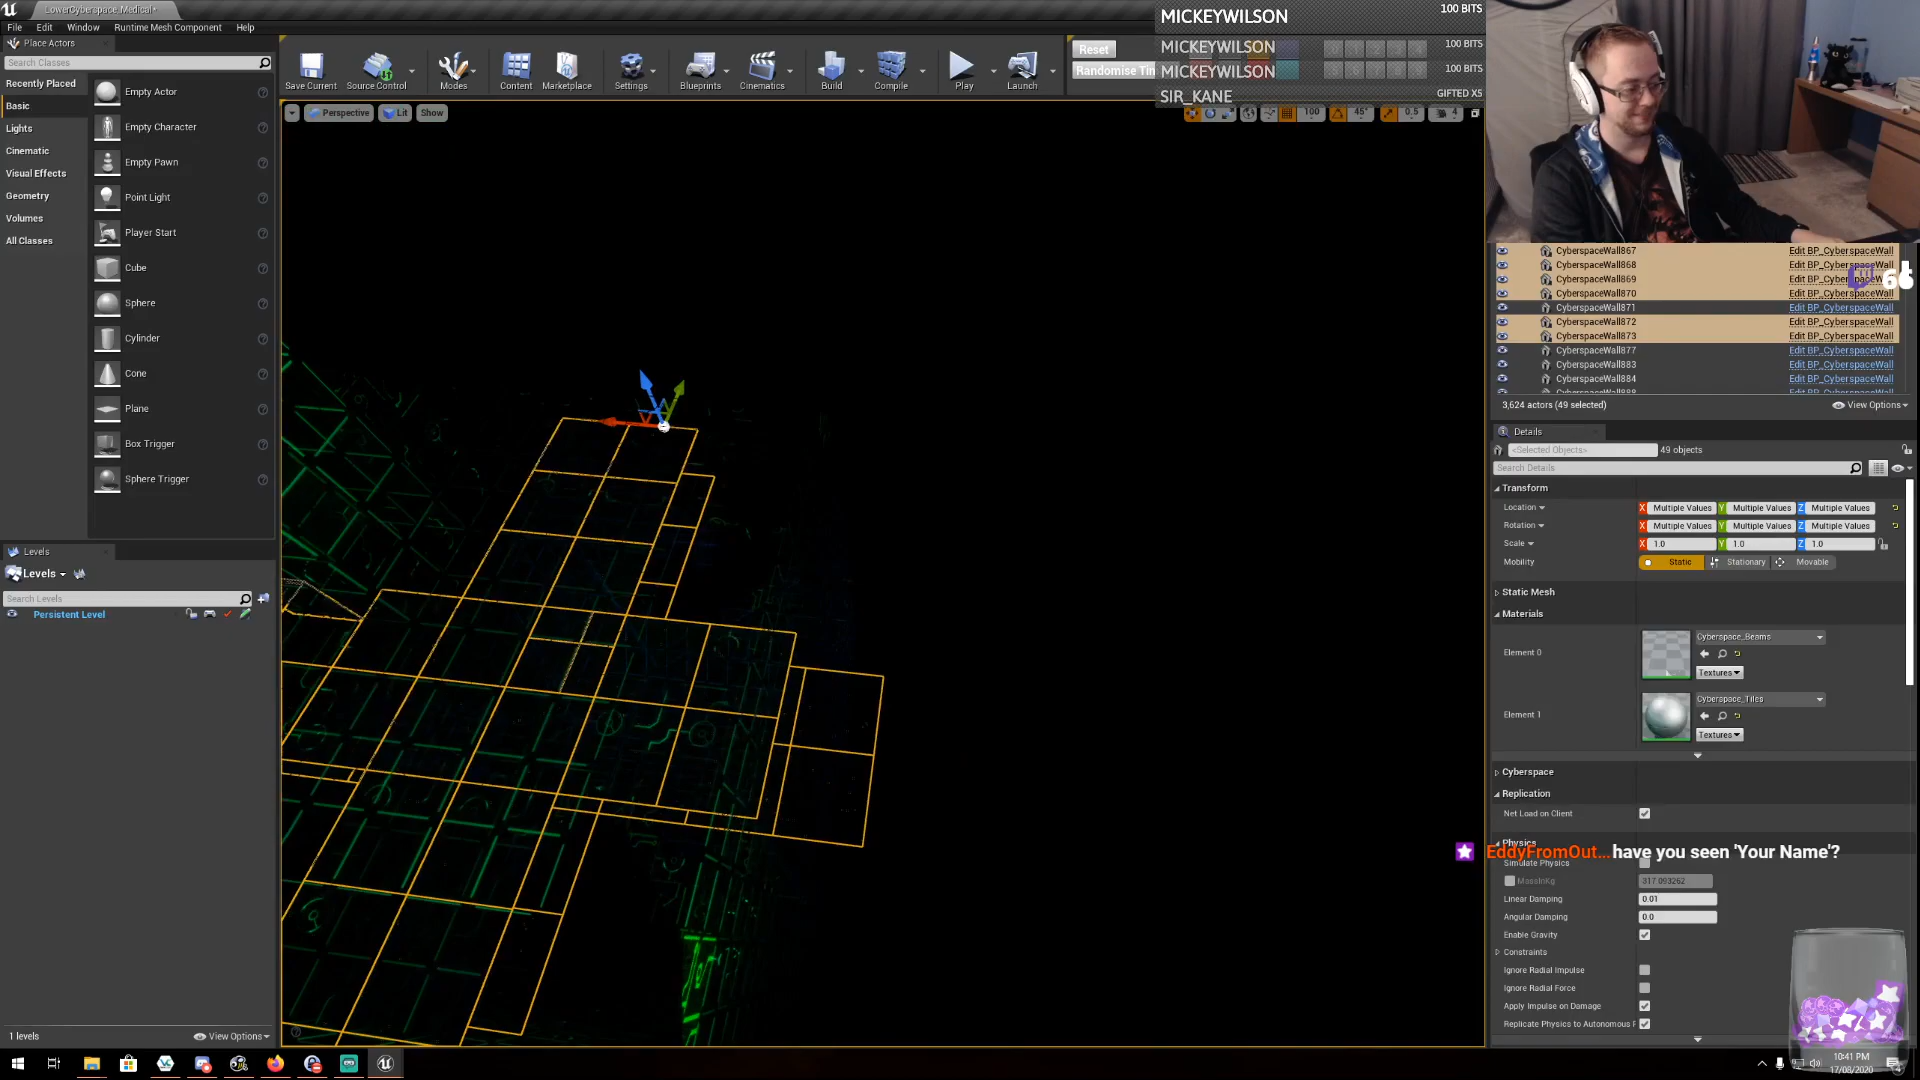 LowerCyberspace_Medical*
File Edit Window Runtime Mesh Component Help
Place Actors
Search Classes
Recently Placed
Basic
Lights
Cinematic
Visual Effects
Geometry
Volumes
All Classes
Empty Actor
Empty Character
Empty Pawn
Point Light
Player Start
Cube
Sphere
Cylinder
Cone
Plane
Box Trigger
Sphere Trigger
Levels
Levels
Search Levels
Persistent Level
1 levels
View Options
Save Current
Source Control
Modes
Content
Marketplace
Settings
Blueprints
Cinematics
Build
Compile
Play
Launch
Reset
Randomise Tim
Perspective
Lit
Show
100
45°
0.5
4
MICKEYWILSON 100 BITS
MICKEYWILSON 100 BITS
MICKEYWILSON 100 BITS
SIR_KANE GIFTED X5
CyberspaceWall867 Edit BP_CyberspaceWall
CyberspaceWall868 Edit BP_CyberspaceWall
CyberspaceWall869 Edit BP_CyberspaceWall
CyberspaceWall870 Edit BP_CyberspaceWall
CyberspaceWall871 Edit BP_CyberspaceWall
CyberspaceWall872 Edit BP_CyberspaceWall
CyberspaceWall873 Edit BP_CyberspaceWall
CyberspaceWall877 Edit BP_CyberspaceWall
CyberspaceWall883 Edit BP_CyberspaceWall
CyberspaceWall884 Edit BP_CyberspaceWall
3,624 actors (49 selected)
View Options
Details
<Selected Objects> 49 objects
Search Details
Transform
Location X Multiple Values Y Multiple Values Z Multiple Values
Rotation X Multiple Values Y Multiple Values Z Multiple Values
Scale X 1.0 Y 1.0 Z 1.0
Mobility Static Stationary Movable
Static Mesh
Materials
Element 0
Cyberspace_Beams
Textures
Element 1
Cyberspace_Tiles
Textures
Cyberspace
Replication
Net Load on Client
Physics
EddyFromOut... have you seen 'Your Name'?
Simulate Physics
MassInKg 317.093262
Linear Damping 0.01
Angular Damping 0.0
Enable Gravity
Constraints
Ignore Radial Impulse
Ignore Radial Force
Apply Impulse on Damage
Replicate Physics to Autonomous
10:41 PM
17/08/2020